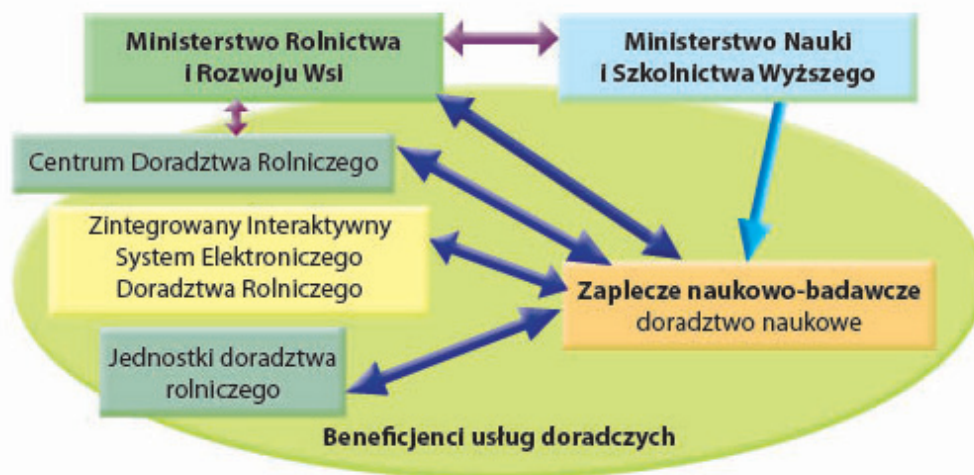 Ministerstwo Rolnictwa
i Rozwoju Wsi
Ministerstwo Nauki
i Szkolnictwa Wyższego
Centrum Doradztwa Rolniczego
Zintegrowany Interaktywny
System Elektroniczego
Doradztwa Rolniczego
Zaplecze naukowo-badawcze
doradztwo naukowe
Jednostki doradztwa
rolniczego
Beneficjenci usług doradczych